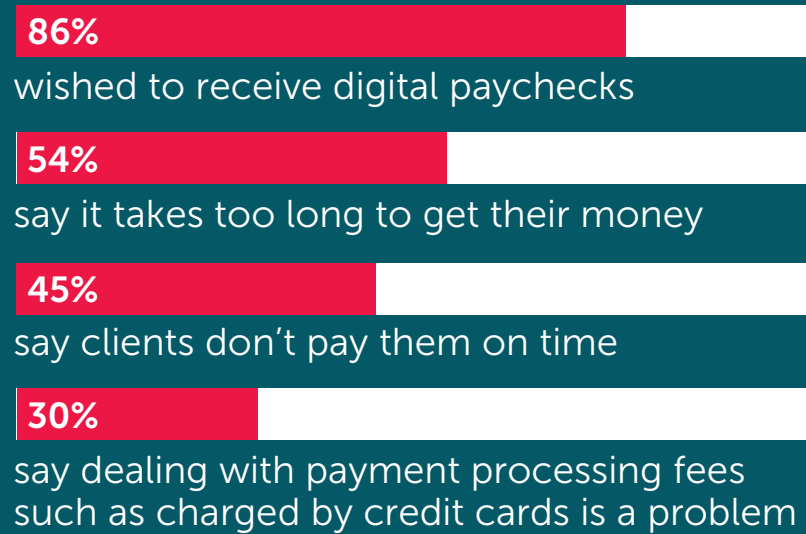 86%
wished to receive digital paychecks
54%
say it takes too long to get their money
45%
say clients don’t pay them on time
30%
say dealing with payment processing fees
such as charged by credit cards is a problem